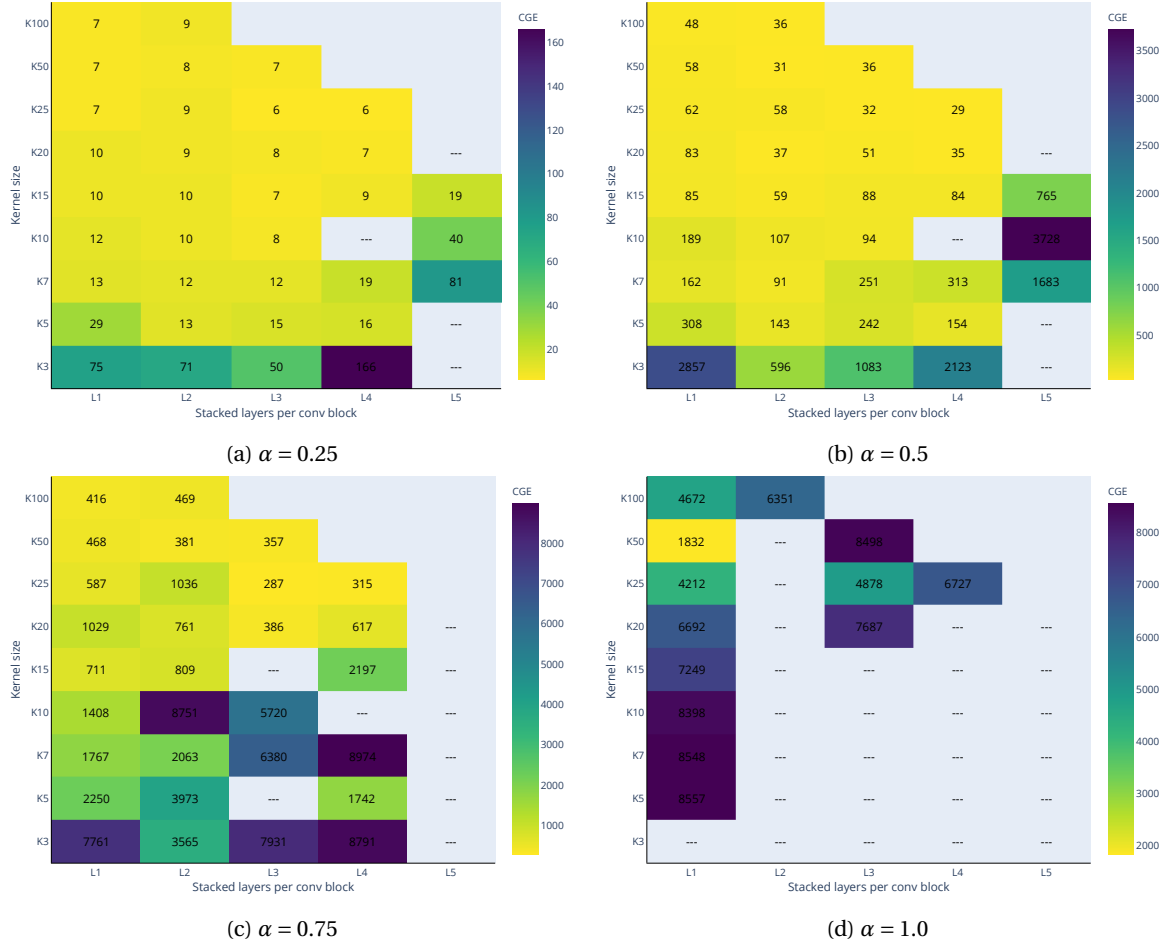 CGE
K100 7 9
160
K50 7 8 7
140
K25 7 9 6 6
120
K20 10 9 8 7 ---
100
Kernel size
K15 10 10 7 9 19
80
K10 12 10 8 --- 40
60
K7 13 12 12 19 81
40
K5 29 13 15 16 ---
20
K3 75 71 50 166 ---
L1 L2 L3 L4 L5
Stacked layers per conv block
(a) α = 0.25
CGE
K100 48 36
3500
K50 58 31 36
3000
K25 62 58 32 29
2500
K20 83 37 51 35 ---
2000
Kernel size
K15 85 59 88 84 765
1500
K10 189 107 94 --- 3728
K7 162 91 251 313 1683
1000
K5 308 143 242 154 ---
500
K3 2857 596 1083 2123 ---
L1 L2 L3 L4 L5
Stacked layers per conv block
(b) α = 0.5
CGE
K100 416 469
8000
K50 468 381 357
7000
K25 587 1036 287 315
6000
K20 1029 761 386 617 ---
5000
Kernel size
K15 711 809 --- 2197 ---
4000
K10 1408 8751 5720 --- ---
3000
K7 1767 2063 6380 8974 ---
2000
K5 2250 3973 --- 1742 ---
1000
K3 7761 3565 7931 8791 ---
L1 L2 L3 L4 L5
Stacked layers per conv block
(c) α = 0.75
CGE
K100 4672 6351
8000
K50 1832 --- 8498
7000
K25 4212 --- 4878 6727
6000
K20 6692 --- 7687 --- ---
5000
Kernel size
K15 7249 --- --- --- ---
4000
K10 8398 --- --- --- ---
K7 8548 --- --- --- ---
3000
K5 8557 --- --- --- ---
2000
K3 --- --- --- --- ---
L1 L2 L3 L4 L5
Stacked layers per conv block
(d) α = 1.0